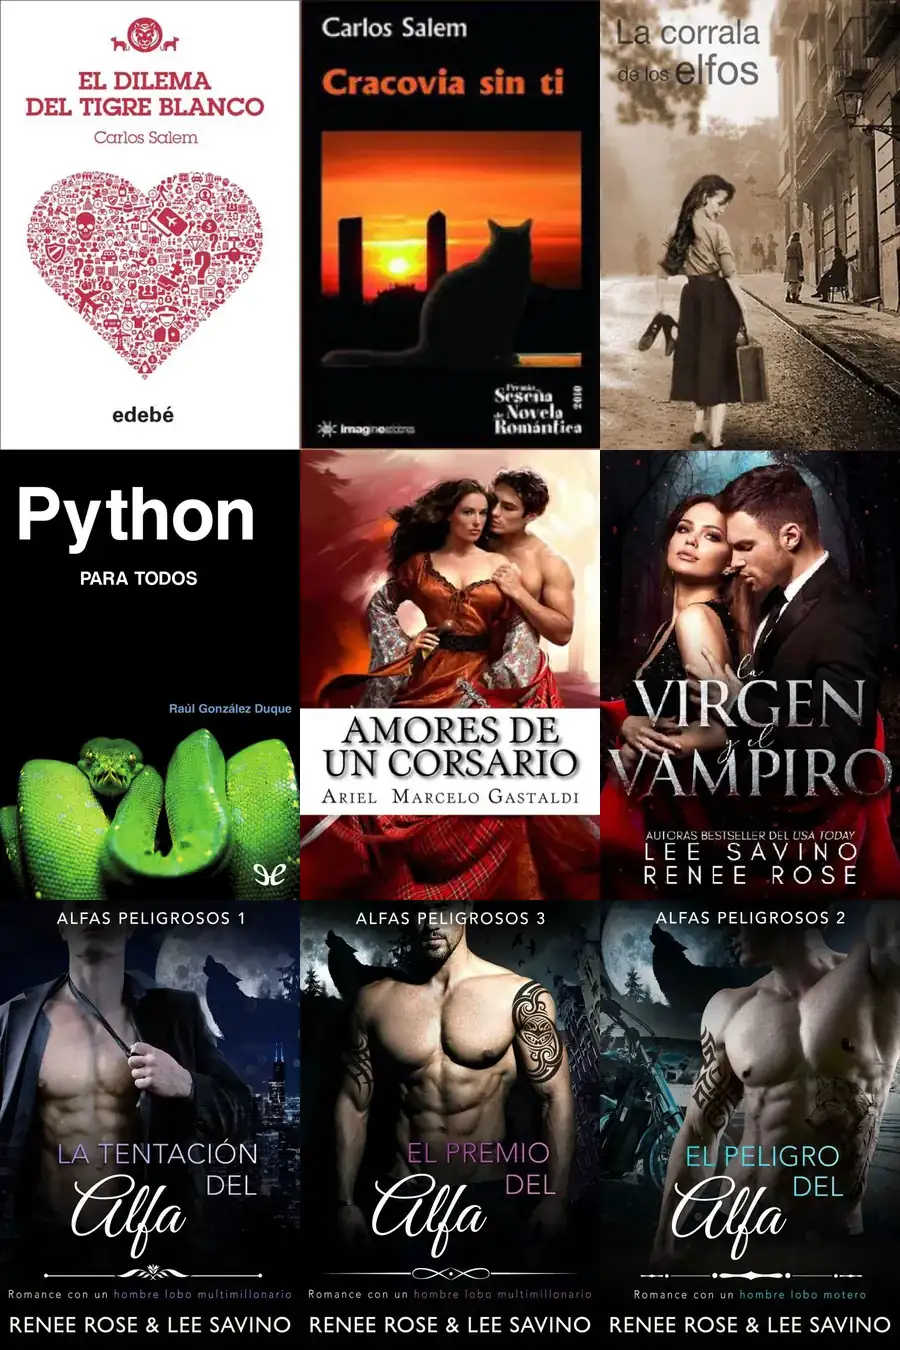 EL DILEMA
DEL TIGRE BLANCO
Carlos Salem
edebé
Carlos Salem
Cracovia sin ti
Premio
Seseña
de Novela
Romántica
2010
imagineediciones
La corrala
de los elfos
Python
PARA TODOS
Raúl González Duque
AMORES DE
UN CORSARIO
ARIEL MARCELO GASTALDI
la
VIRGEN
y el
VAMPIRO
AUTORAS BESTSELLER DEL USA TODAY
LEE SAVINO
RENEE ROSE
ALFAS PELIGROSOS 1
LA TENTACIÓN
DEL
Alfa
Romance con un hombre lobo multimillonario
RENEE ROSE & LEE SAVINO
ALFAS PELIGROSOS 3
EL PREMIO
DEL
Alfa
Romance con un hombre lobo multimillonario
RENEE ROSE & LEE SAVINO
ALFAS PELIGROSOS 2
EL PELIGRO
DEL
Alfa
Romance con un hombre lobo motero
RENEE ROSE & LEE SAVINO